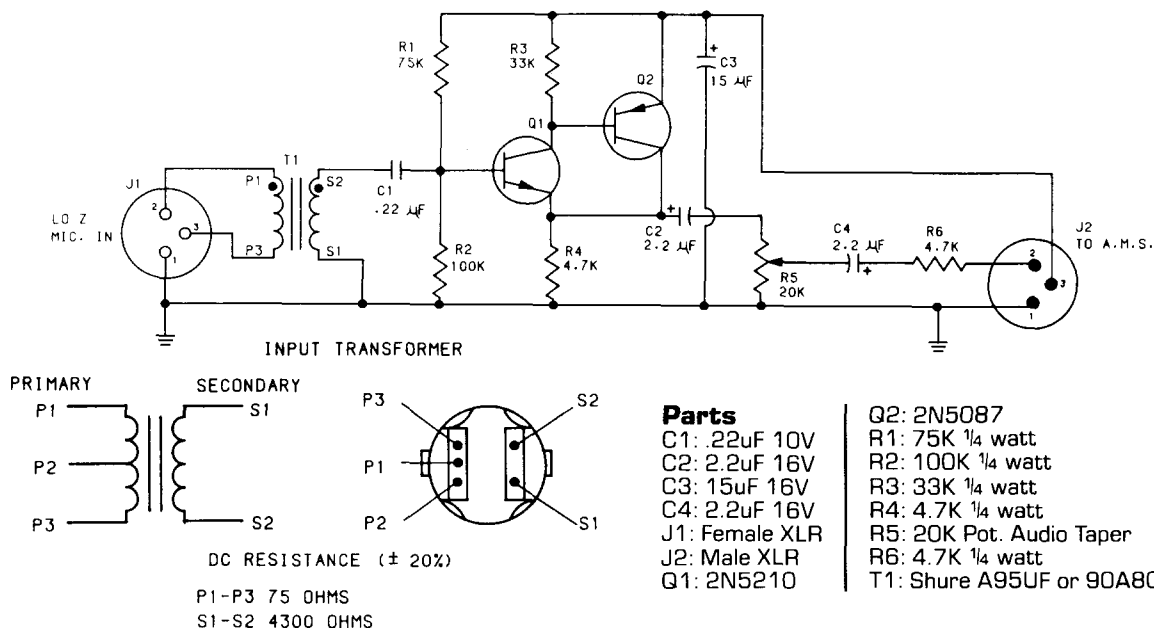 R1
75K
R3
33K
Q2
+
C3
15 µF
Q1
T1
J1
P1
S2
C1
.22 µF
2
3
1
LO Z
MIC. IN
P3
S1
R2
100K
R4
4.7K
+
C2
2.2 µF
R5
20K
C4
2.2 µF
+
R6
4.7K
J2
TO A.M.S.
2
3
1
INPUT TRANSFORMER
PRIMARY
SECONDARY
P1
S1
P2
P3
S2
P3
S2
P1
P2
S1
DC RESISTANCE (± 20%)
P1-P3 75 OHMS
S1-S2 4300 OHMS
Parts
C1: .22uF 10V
C2: 2.2uF 16V
C3: 15uF 16V
C4: 2.2uF 16V
J1: Female XLR
J2: Male XLR
Q1: 2N5210
Q2: 2N5087
R1: 75K 1/4 watt
R2: 100K 1/4 watt
R3: 33K 1/4 watt
R4: 4.7K 1/4 watt
R5: 20K Pot. Audio Taper
R6: 4.7K 1/4 watt
T1: Shure A95UF or